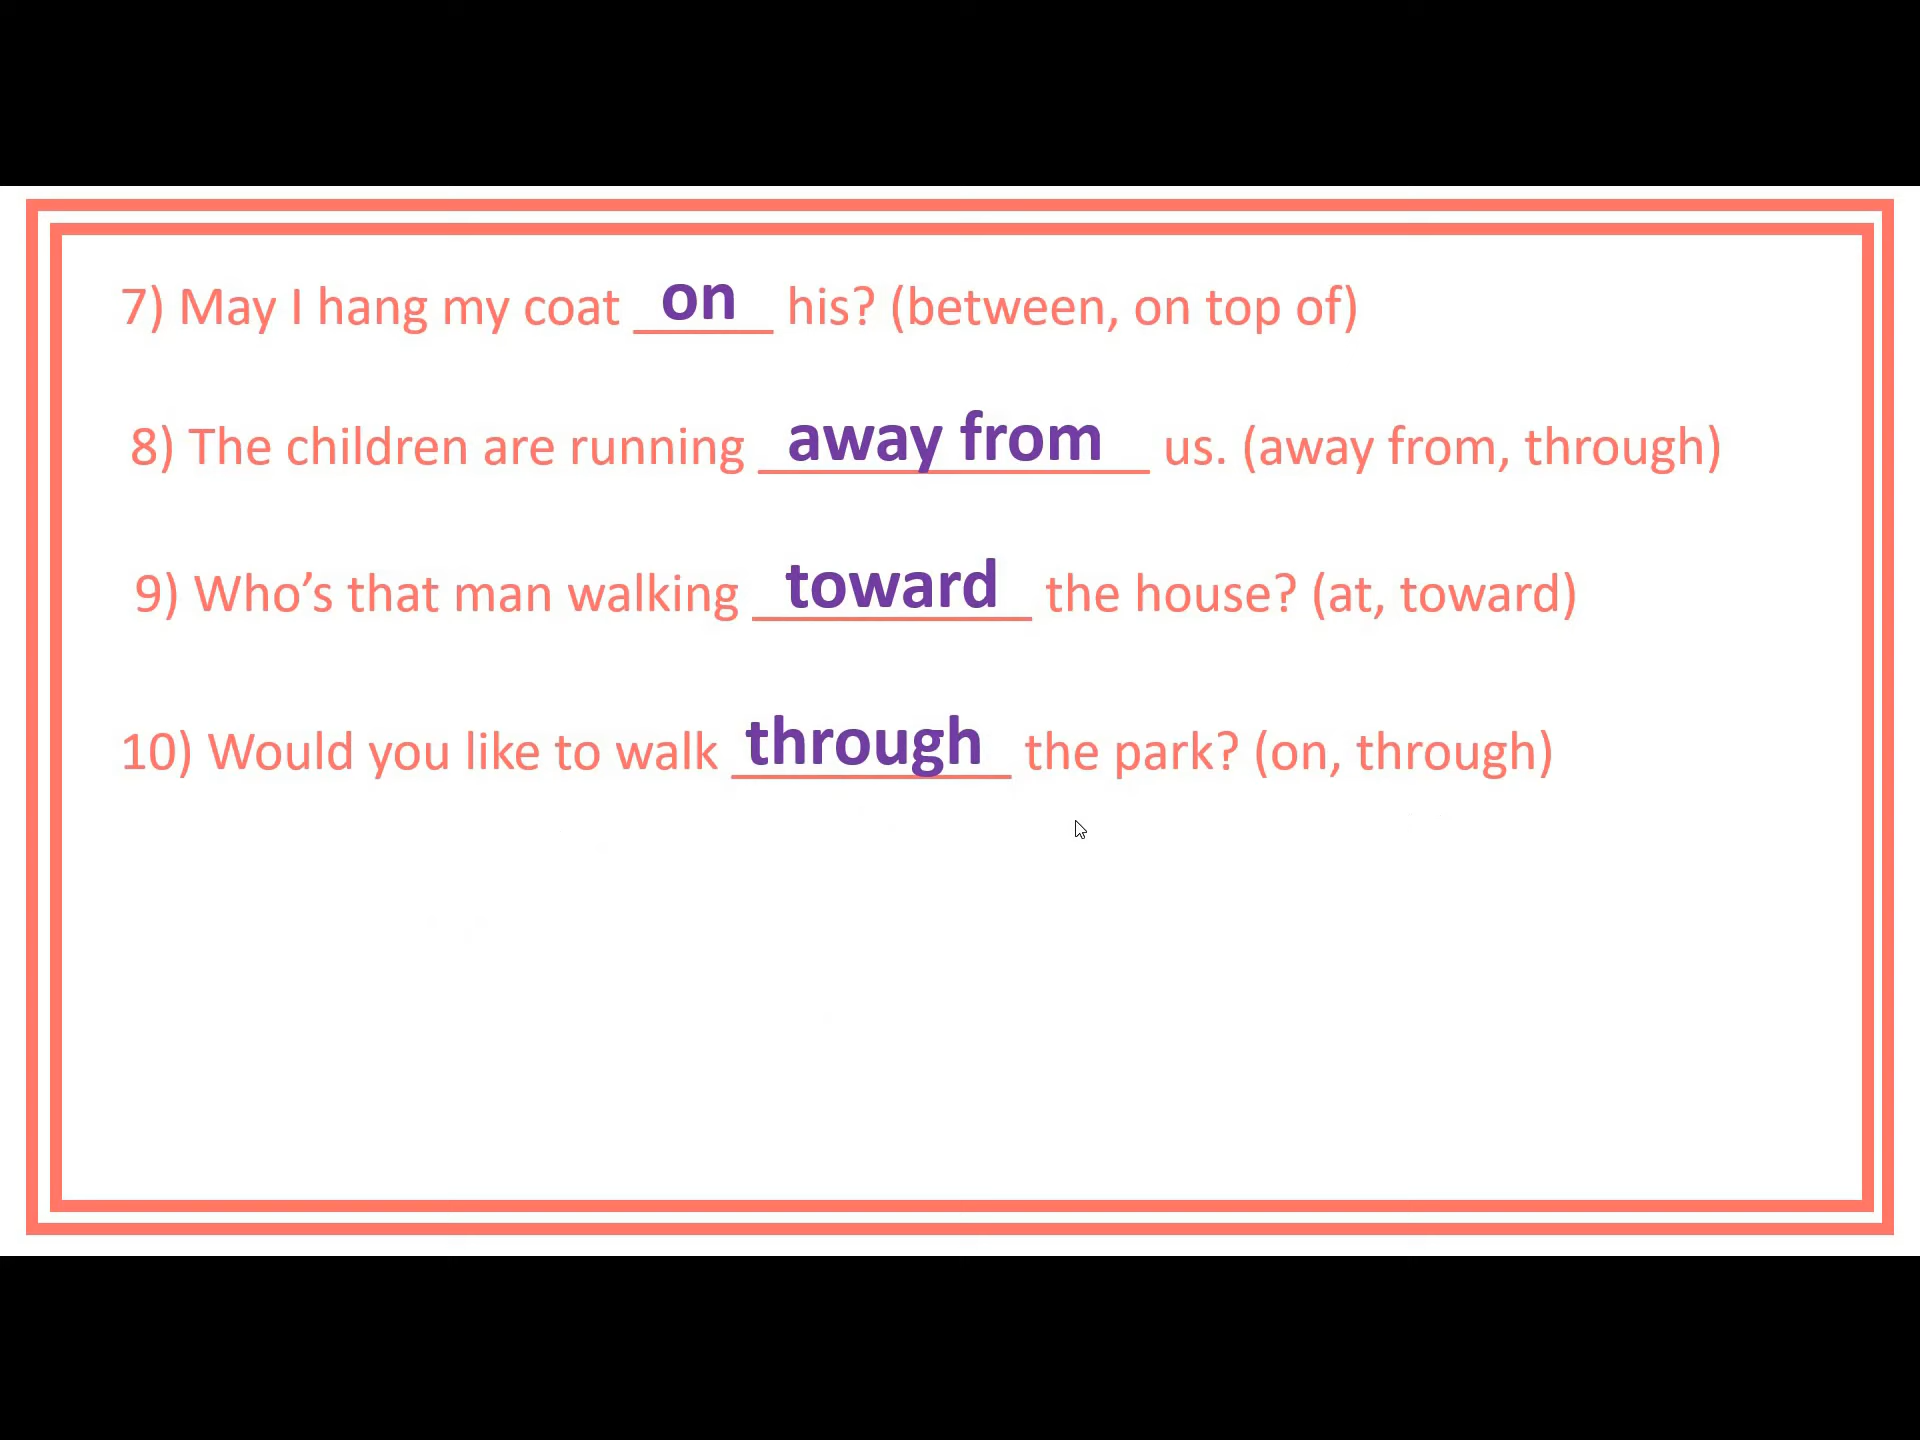 7) May I hang my coat on his? (between, on top of)
8) The children are running away from us. (away from, through)
9) Who’s that man walking toward the house? (at, toward)
10) Would you like to walk through the park? (on, through)